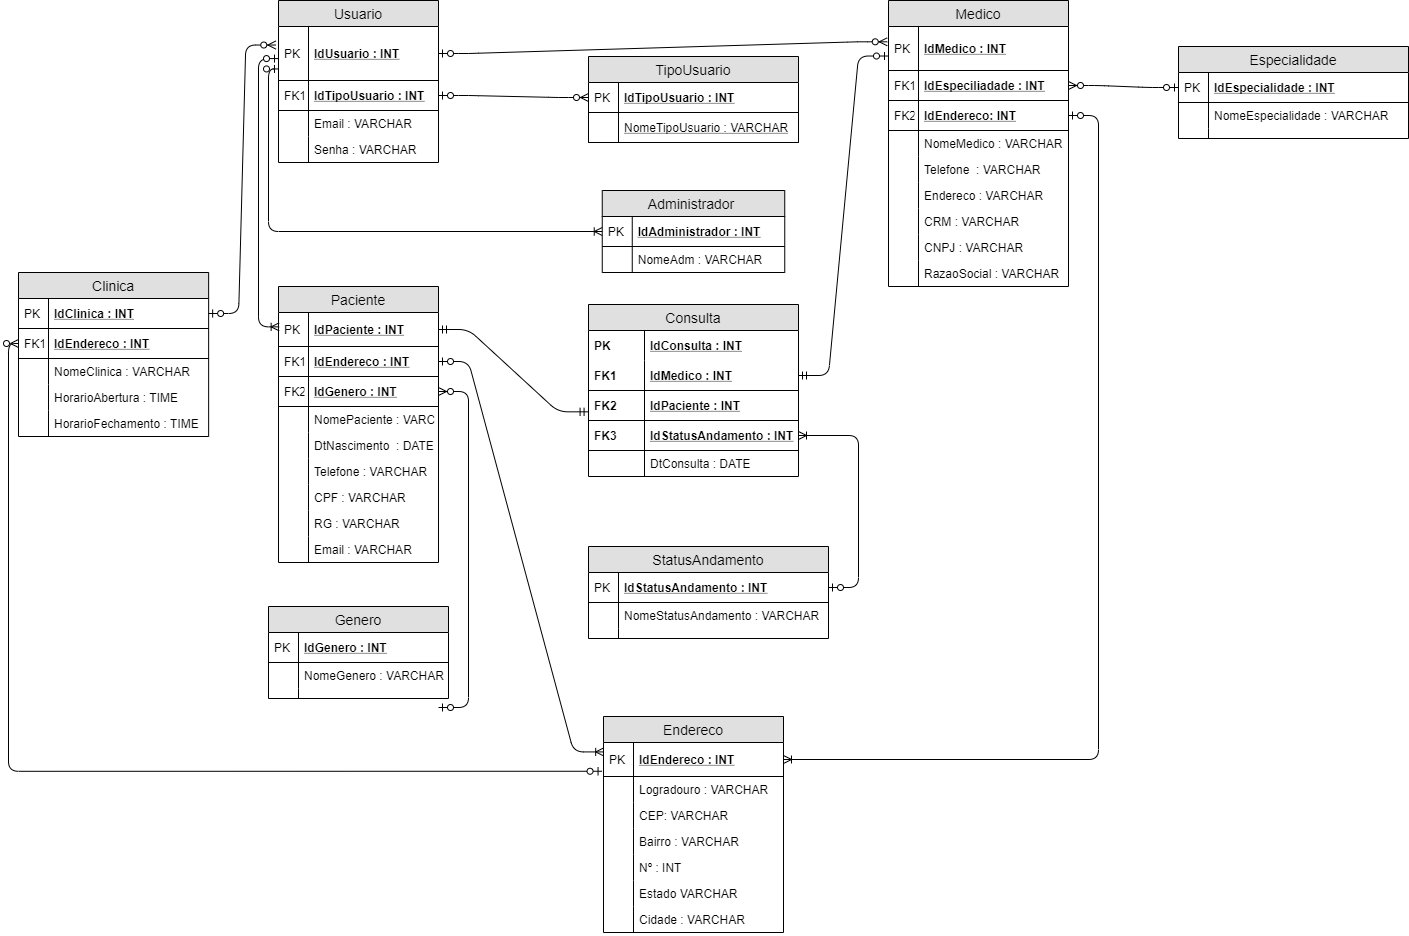 Usuario
PK
IdUsuario : INT
FK1
IdTipoUsuario : INT
Email : VARCHAR
Senha : VARCHAR
TipoUsuario
PK
IdTipoUsuario : INT
NomeTipoUsuario : VARCHAR
Medico
PK
IdMedico : INT
FK1
IdEspeciliadade : INT
FK2
IdEndereco: INT
NomeMedico : VARCHAR
Telefone : VARCHAR
Endereco : VARCHAR
CRM : VARCHAR
CNPJ : VARCHAR
RazaoSocial : VARCHAR
Especialidade
PK
IdEspecialidade : INT
NomeEspecialidade : VARCHAR
Administrador
PK
IdAdministrador : INT
NomeAdm : VARCHAR
Clinica
PK
IdClinica : INT
FK1
IdEndereco : INT
NomeClinica : VARCHAR
HorarioAbertura : TIME
HorarioFechamento : TIME
Paciente
PK
IdPaciente : INT
FK1
IdEndereco : INT
FK2
IdGenero : INT
NomePaciente : VARC
DtNascimento : DATE
Telefone : VARCHAR
CPF : VARCHAR
RG : VARCHAR
Email : VARCHAR
Consulta
PK
IdConsulta : INT
FK1
IdMedico : INT
FK2
IdPaciente : INT
FK3
IdStatusAndamento : INT
DtConsulta : DATE
StatusAndamento
PK
IdStatusAndamento : INT
NomeStatusAndamento : VARCHAR
Genero
PK
IdGenero : INT
NomeGenero : VARCHAR
Endereco
PK
IdEndereco : INT
Logradouro : VARCHAR
CEP: VARCHAR
Bairro : VARCHAR
Nº : INT
Estado VARCHAR
Cidade : VARCHAR